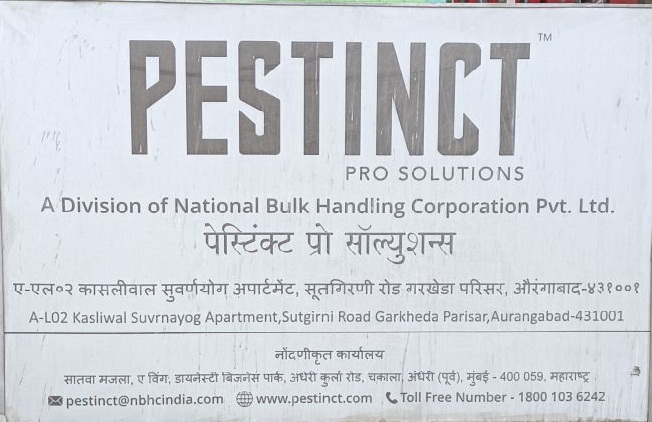 PESTINCT™
PRO SOLUTIONS
A Division of National Bulk Handling Corporation Pvt. Ltd.
पेस्टिंक्ट प्रो सॉल्युशन्स
ए-एल०२ कासलीवाल सुवर्णयोग अपार्टमेंट, सूतगिरणी रोड गरखेडा परिसर, औरंगाबाद-४३१००१
A-L02 Kasliwal Suvrnayog Apartment,Sutgirni Road Garkheda Parisar,Aurangabad-431001
नोंदणीकृत कार्यालय
सातवा मजला, ए विंग, डायनेस्टी बिजनेस पार्क, अंधेरी कुर्ला रोड, चकाला, अंधेरी (पूर्व), मुंबई - 400 059, महाराष्ट्र
pestinct@nbhcindia.com www.pestinct.com Toll Free Number - 1800 103 6242